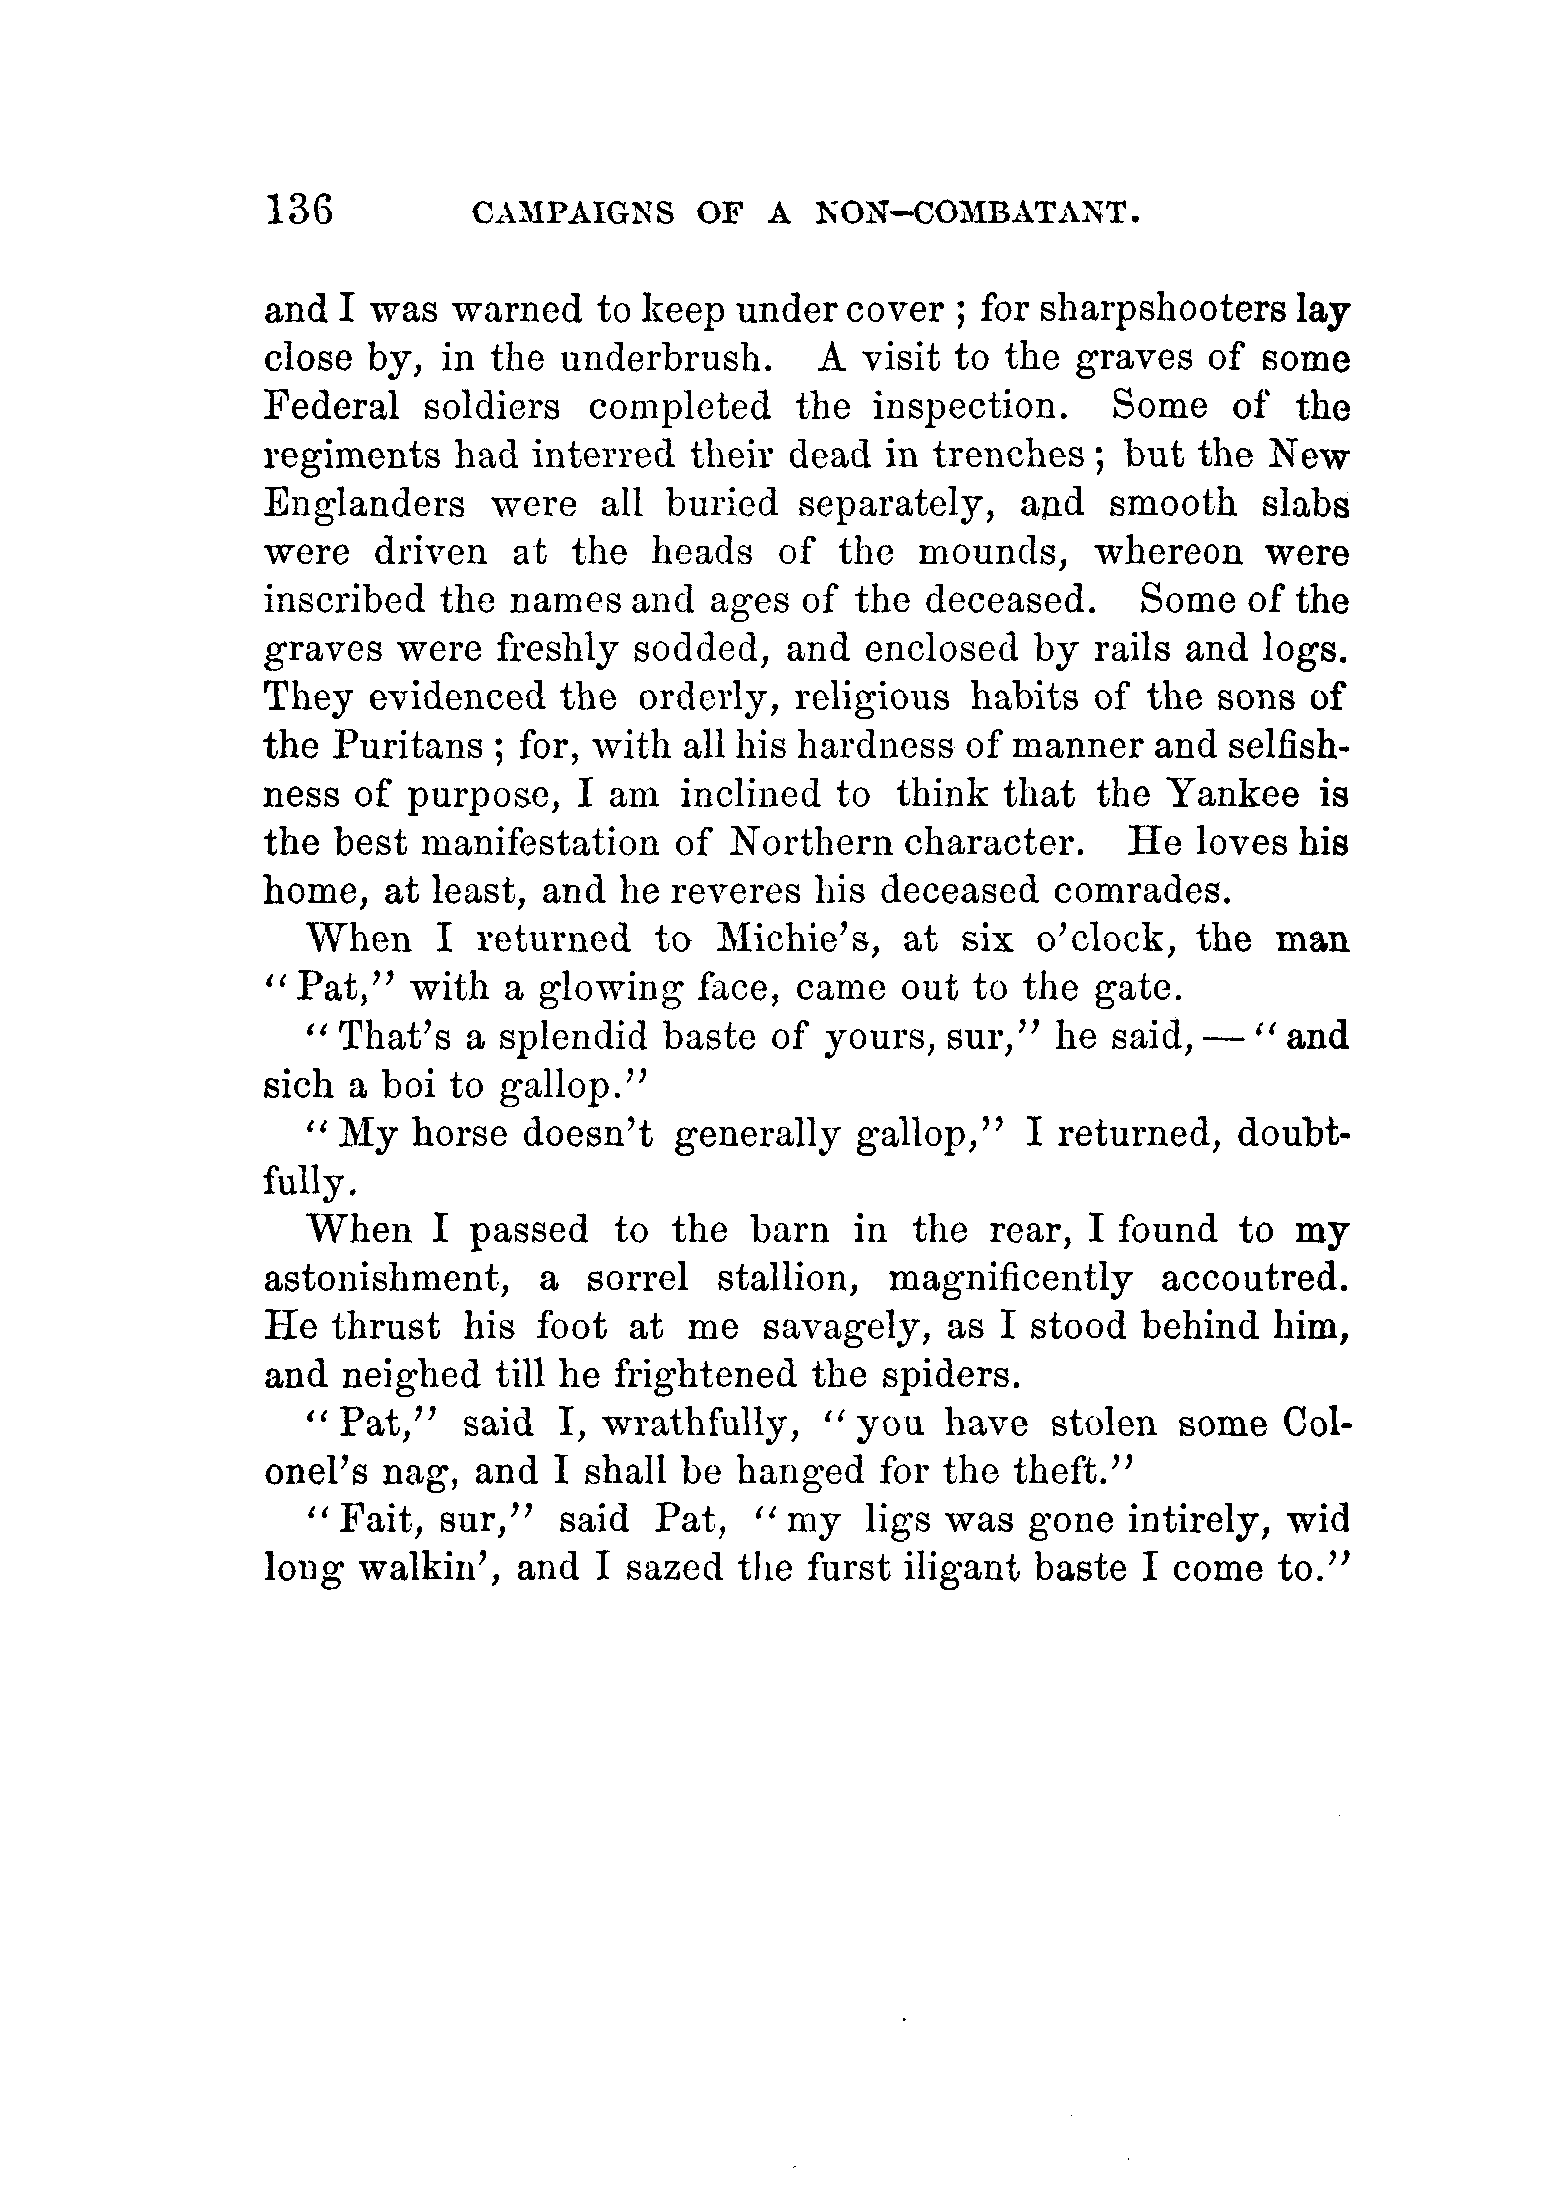 136 CAMPAIGNS OF A NON-COMBATANT.
and I was warned to keep under cover ; for sharpshooters lay
close by, in the underbrush. A visit to the graves of some
Federal soldiers completed the inspection. Some of the
regiments had interred their dead in trenches ; but the New
Englanders were all buried separately, and smooth slabs
were driven at the heads of the mounds, whereon were
inscribed the names and ages of the deceased. Some of the
graves were freshly sodded, and enclosed by rails and logs.
They evidenced the orderly, religious habits of the sons of
the Puritans ; for, with all his hardness of manner and selfish-
ness of purpose, I am inclined to think that the Yankee is
the best manifestation of Northern character. He loves his
home, at least, and he reveres his deceased comrades.
When I returned to Michie's, at six o'clock, the man
"Pat," with a glowing face, came out to the gate.
"That's a splendid baste of yours, sur," he said, — "and
sich a boi to gallop."
"My horse doesn't generally gallop," I returned, doubt-
fully.
When I passed to the barn in the rear, I found to my
astonishment, a sorrel stallion, magnificently accoutred.
He thrust his foot at me savagely, as I stood behind him,
and neighed till he frightened the spiders.
"Pat," said I, wrathfully, "you have stolen some Col-
onel's nag, and I shall be hanged for the theft."
"Fait, sur," said Pat, "my ligs was gone intirely, wid
long walkin', and I sazed the furst iligant baste I come to."